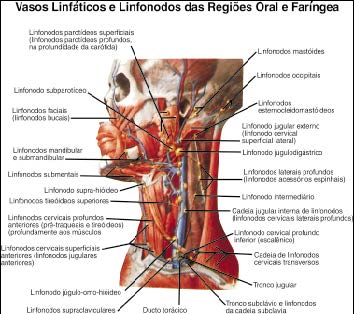 Vasos Linfáticos e Linfonodos das Regiões Oral e Faríngea
Linfonodos parotídeos superficiais
(linfonodos parotídeos profundos,
na profundidade da carótida)
Linfonodos mastóides
Linfonodos occipitais
Linfonodo subparotíceo
Linfonodos
esternocleidomastóideos
Linfonodos faciais
(linfonodos bucais)
Linfonodo jugular externo
(linfonodo cervical
superficial lateral)
Linfonodo jugulodigástrico
Linfonodos mandibular
e submandibular
Linfonodos submentais
Linfonodos laterais profundos
(linfonodos acessórios espinhais)
Linfonodo supra-hióideo
Linfonodo intermediário
Linfonodos tireóideos superiores
Cadeia jugular interna de linfonodos
(linfonodos cervicais laterais profundos)
Linfonodos cervicais profundos
anteriores (pré-traqueais e tireóideos)
(profundamente aos músculos
Linfonodo cervical profundo
inferior (escalênico)
Linfonodos cervicais superficiais
anteriores (linfonodos jugulares
anteriores)
Cadeia de linfonodos
cervicais transversos
Tronco jugular
Linfonodo júgulo-omo-hióideo
Linfonodos supraclaviculares
Ducto torácico
Tronco subclávio e linfonodos
da cadeia subclávia